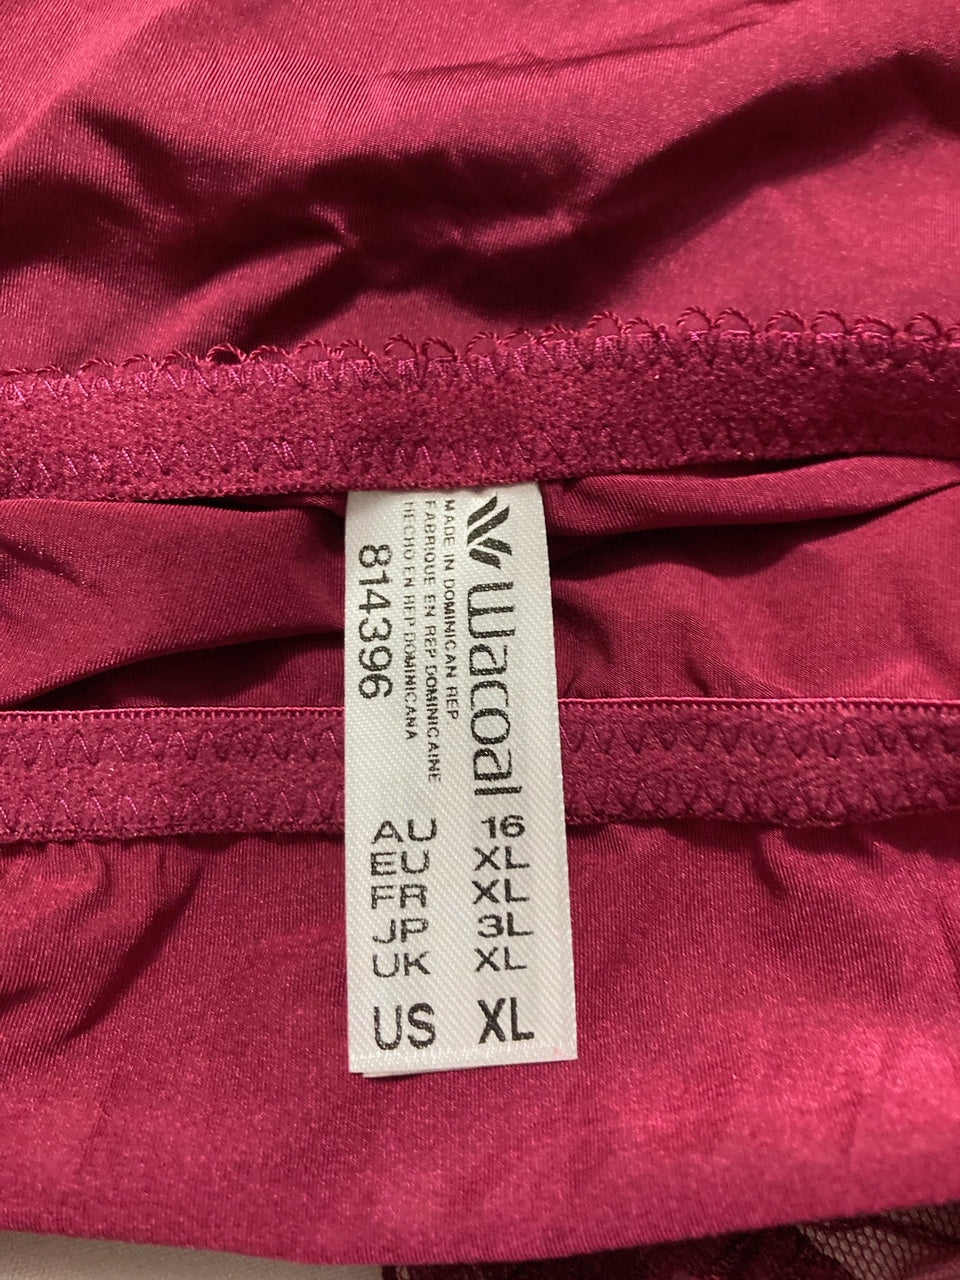 wacoal
MADE IN DOMINICAN REP
FABRIQUE EN REP DOMINICAINE
HECHO EN REP DOMINICANA
814396
AU 16
EU XL
FR XL
JP 3L
UK XL
US XL